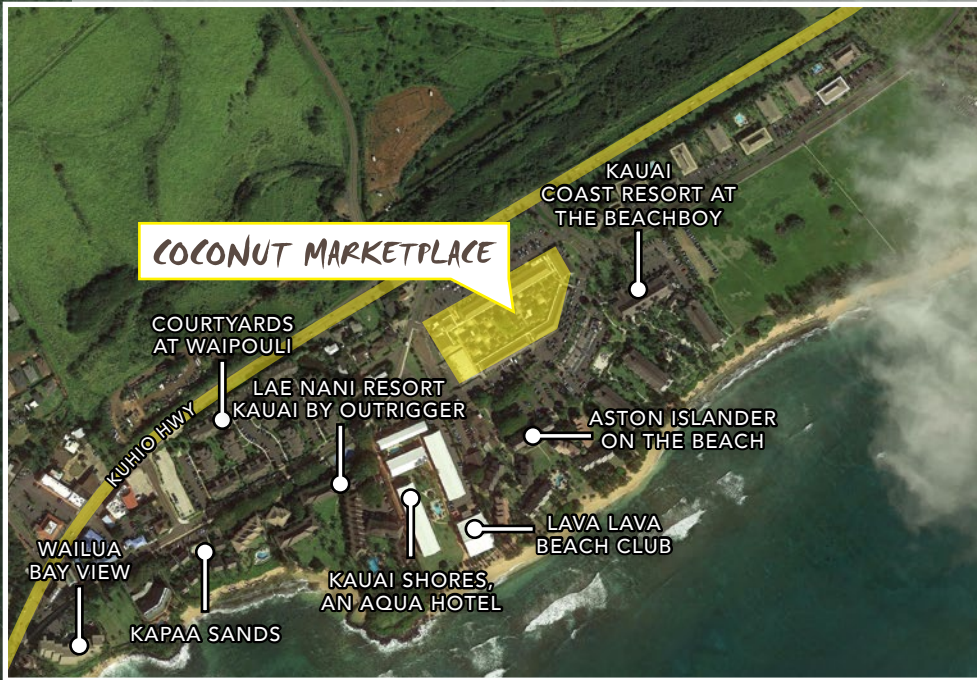 KAUAI
COAST RESORT AT
THE BEACHBOY
COCONUT MARKETPLACE
COURTYARDS
AT WAIPOULI
LAE NANI RESORT
KAUAI BY OUTRIGGER
KUHIO HWY
ASTON ISLANDER
ON THE BEACH
LAVA LAVA
BEACH CLUB
WAILUA
BAY VIEW
KAUAI SHORES,
AN AQUA HOTEL
KAPAA SANDS